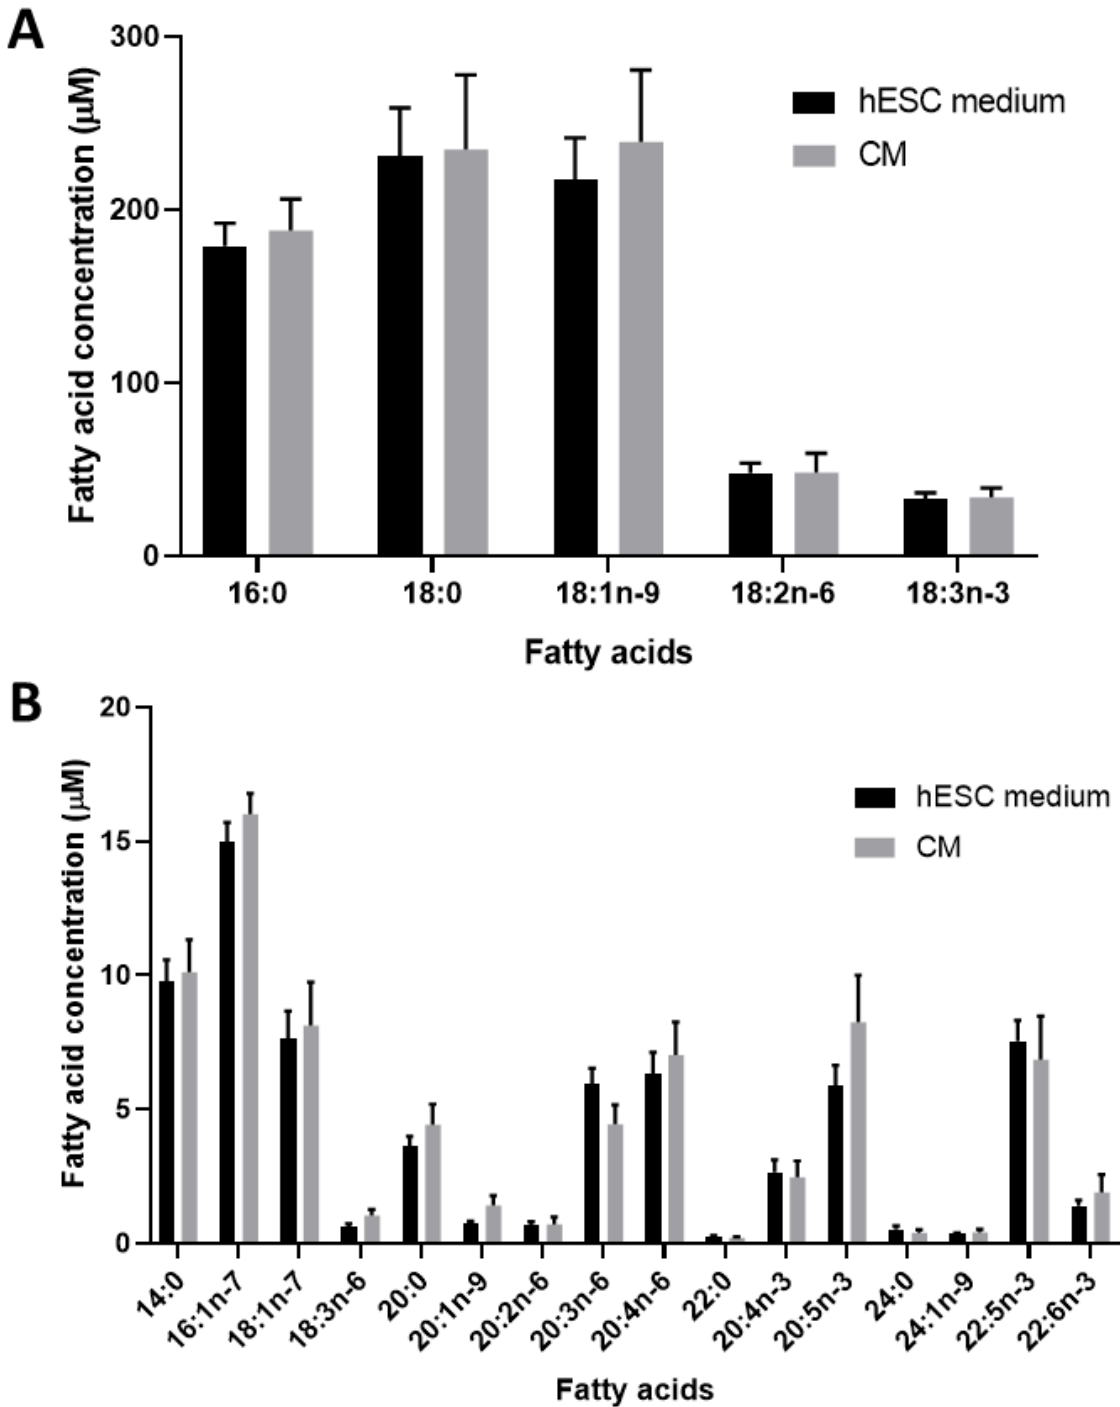 A
Fatty acid concentration (µM)
300
200
100
0
hESC medium
CM
16:0 18:0 18:1n-9 18:2n-6 18:3n-3
Fatty acids
B
Fatty acid concentration (µM)
20
15
10
5
0
hESC medium
CM
14:0 16:1n-7 18:1n-7 18:3n-6 20:0 20:1n-9 20:2n-6 20:3n-6 20:4n-6 22:0 20:4n-3 20:5n-3 24:0 24:1n-9 22:5n-3 22:6n-3
Fatty acids